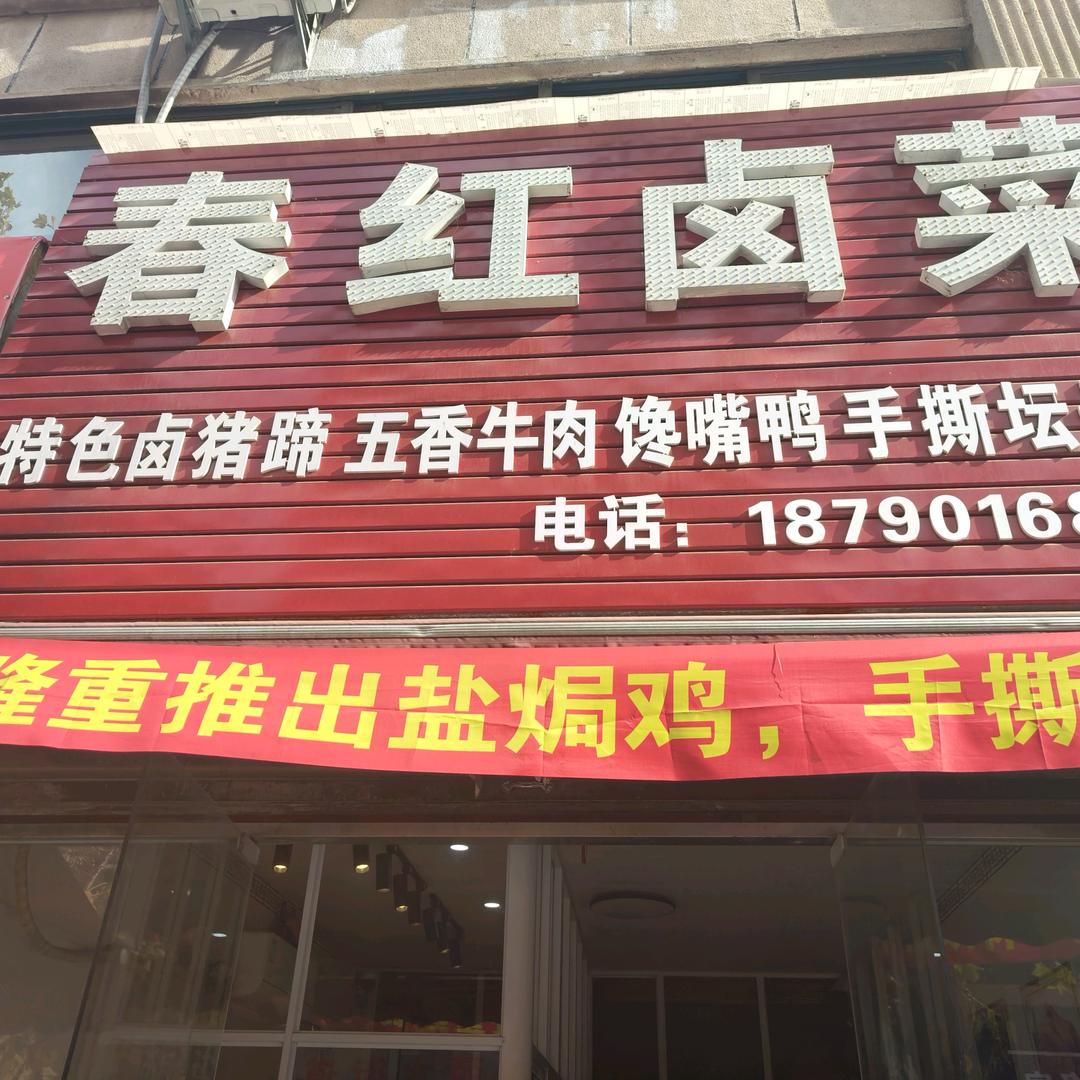 春红卤菜
特色卤猪蹄 五香牛肉 馋嘴鸭 手撕坛
电话：18790168
隆重推出盐焗鸡，手撕